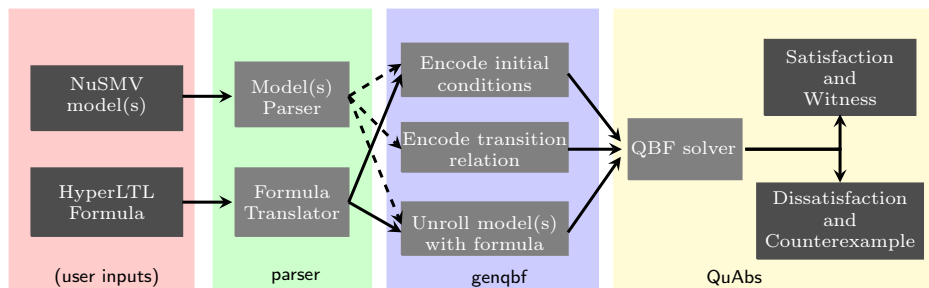 NuSMV
model(s)
HyperLTL
Formula
(user inputs)
Model(s)
Parser
Formula
Translator
parser
Encode initial
conditions
Encode transition
relation
Unroll model(s)
with formula
genqbf
QBF solver
Satisfaction
and
Witness
Dissatisfaction
and
Counterexample
QuAbs